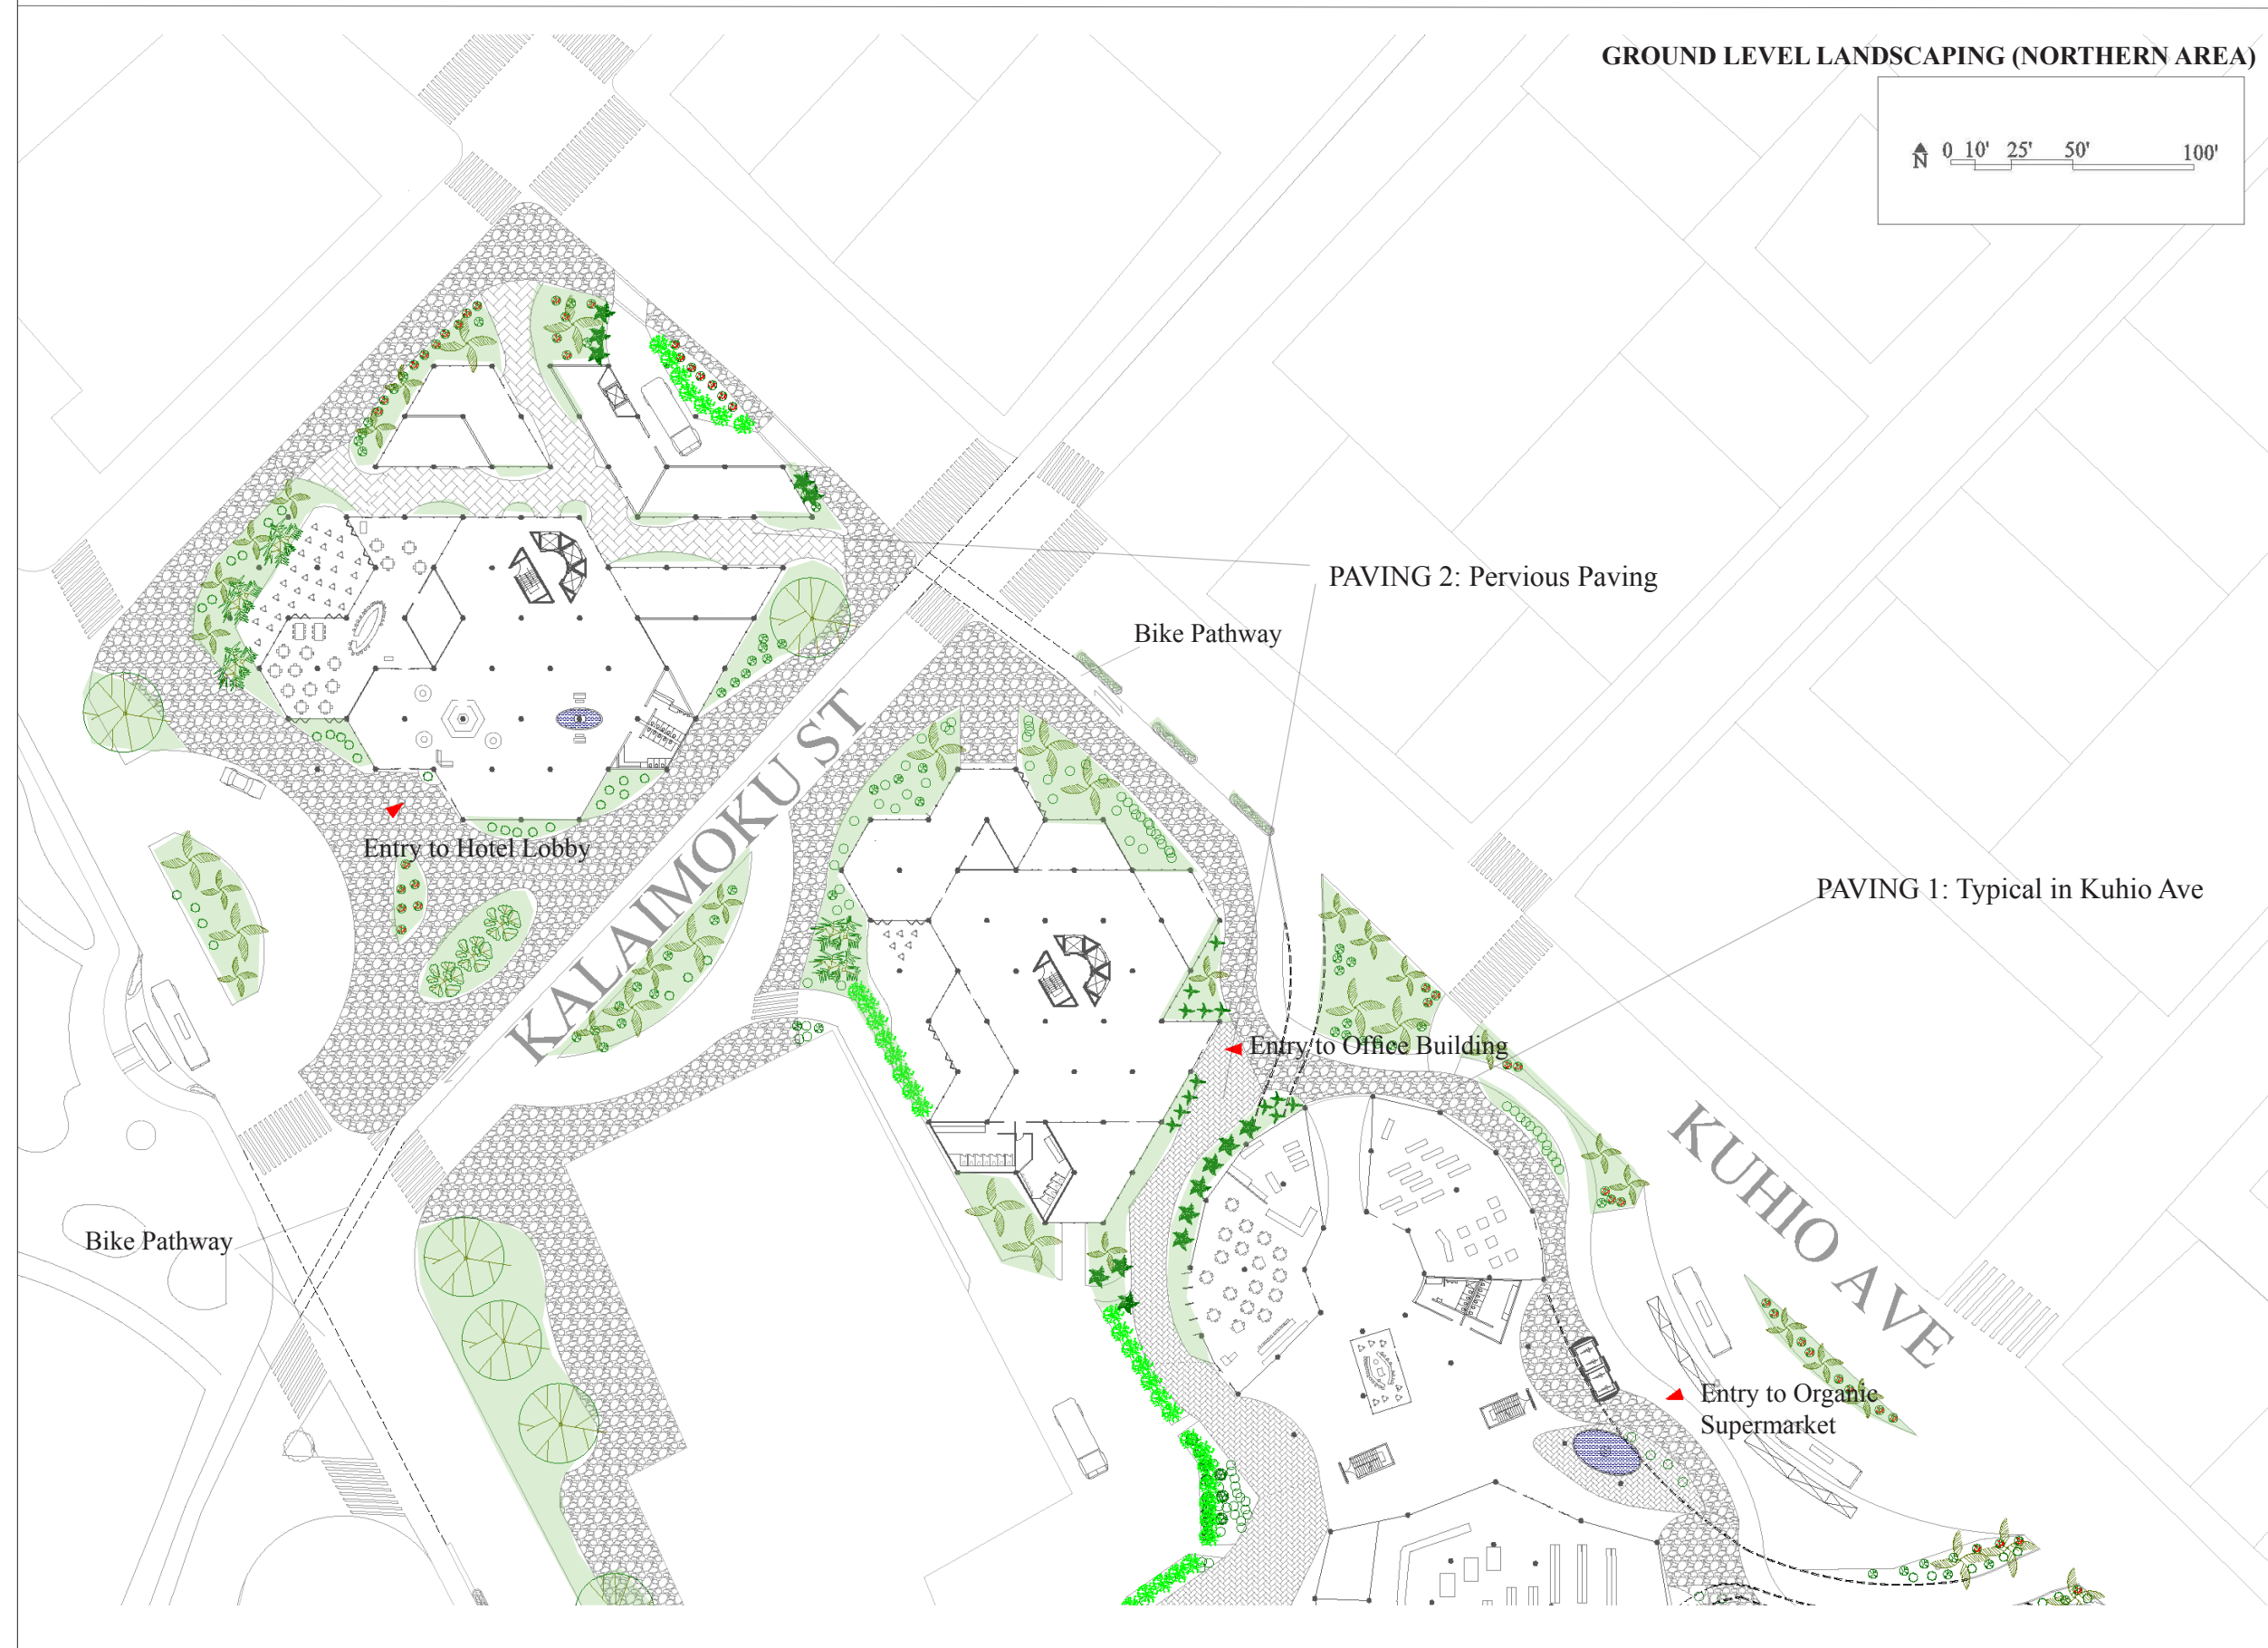 GROUND LEVEL LANDSCAPING (NORTHERN AREA)
N 0 10' 25' 50' 100'
PAVING 2: Pervious Paving
Bike Pathway
KALAIMOKU ST
Entry to Hotel Lobby
PAVING 1: Typical in Kuhio Ave
Entry to Office Building
KUHIO AVE
Bike Pathway
Entry to Organic
Supermarket